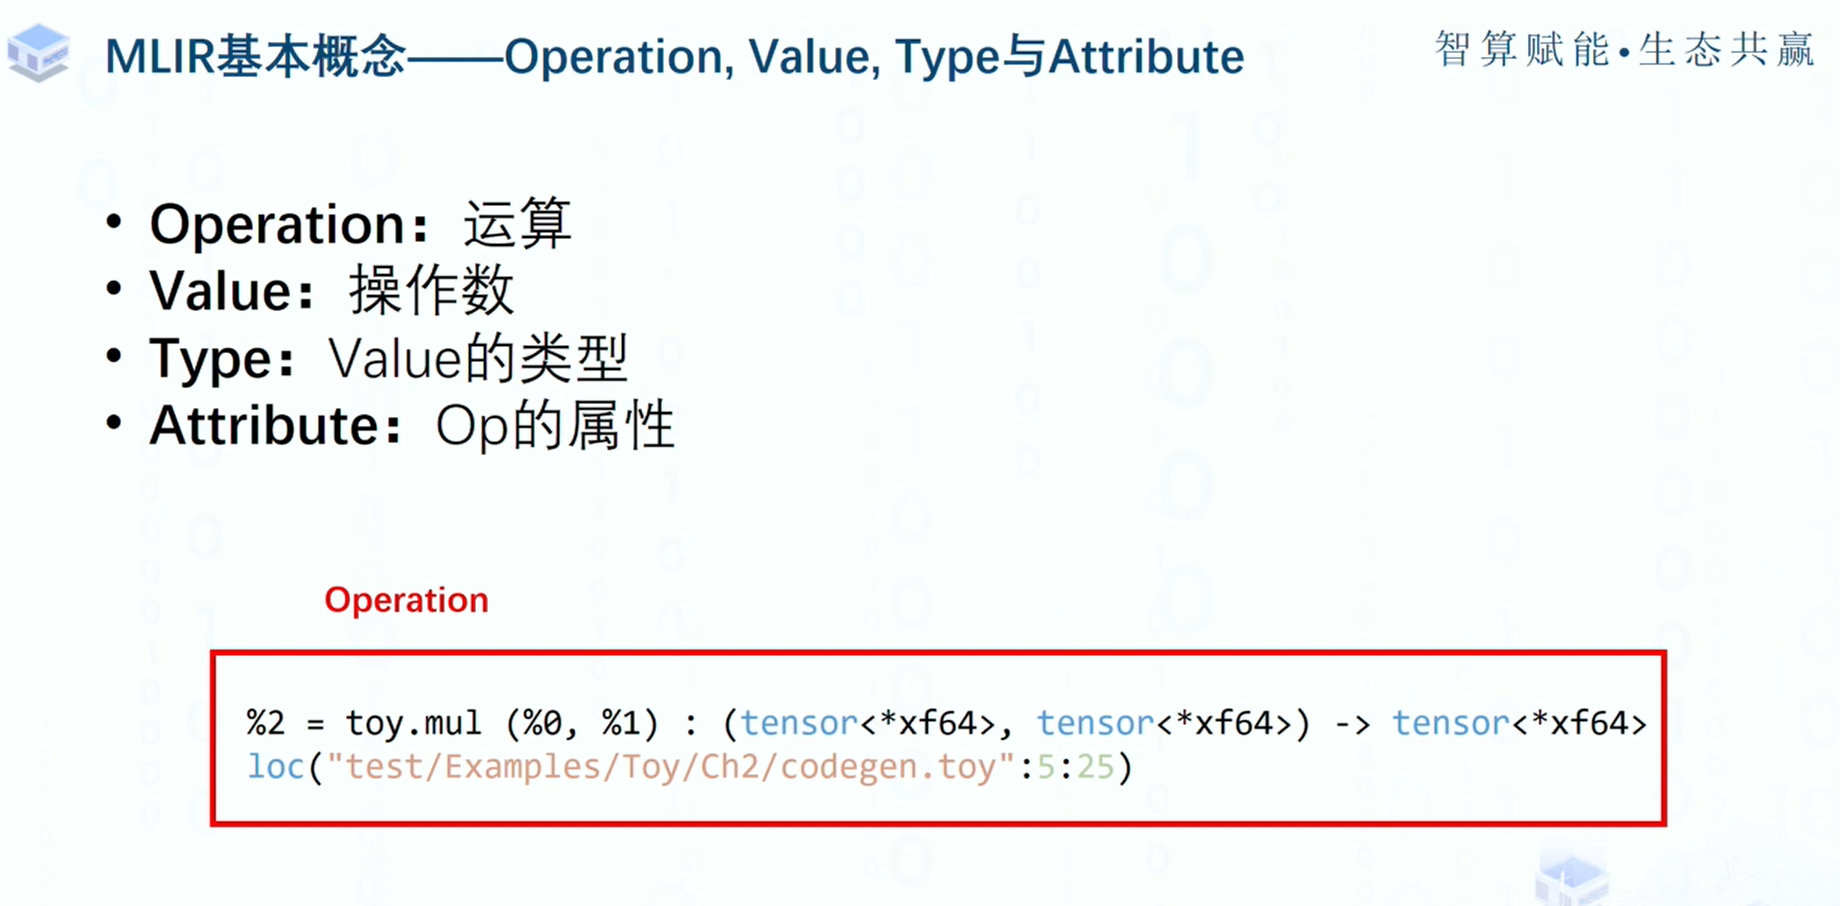 MLIR基本概念——Operation, Value, Type与Attribute
智算赋能•生态共赢
• Operation：运算
• Value：操作数
• Type：Value的类型
• Attribute：Op的属性
Operation
%2 = toy.mul (%0, %1) : (tensor<*xf64>, tensor<*xf64>) -> tensor<*xf64>
loc("test/Examples/Toy/Ch2/codegen.toy":5:25)